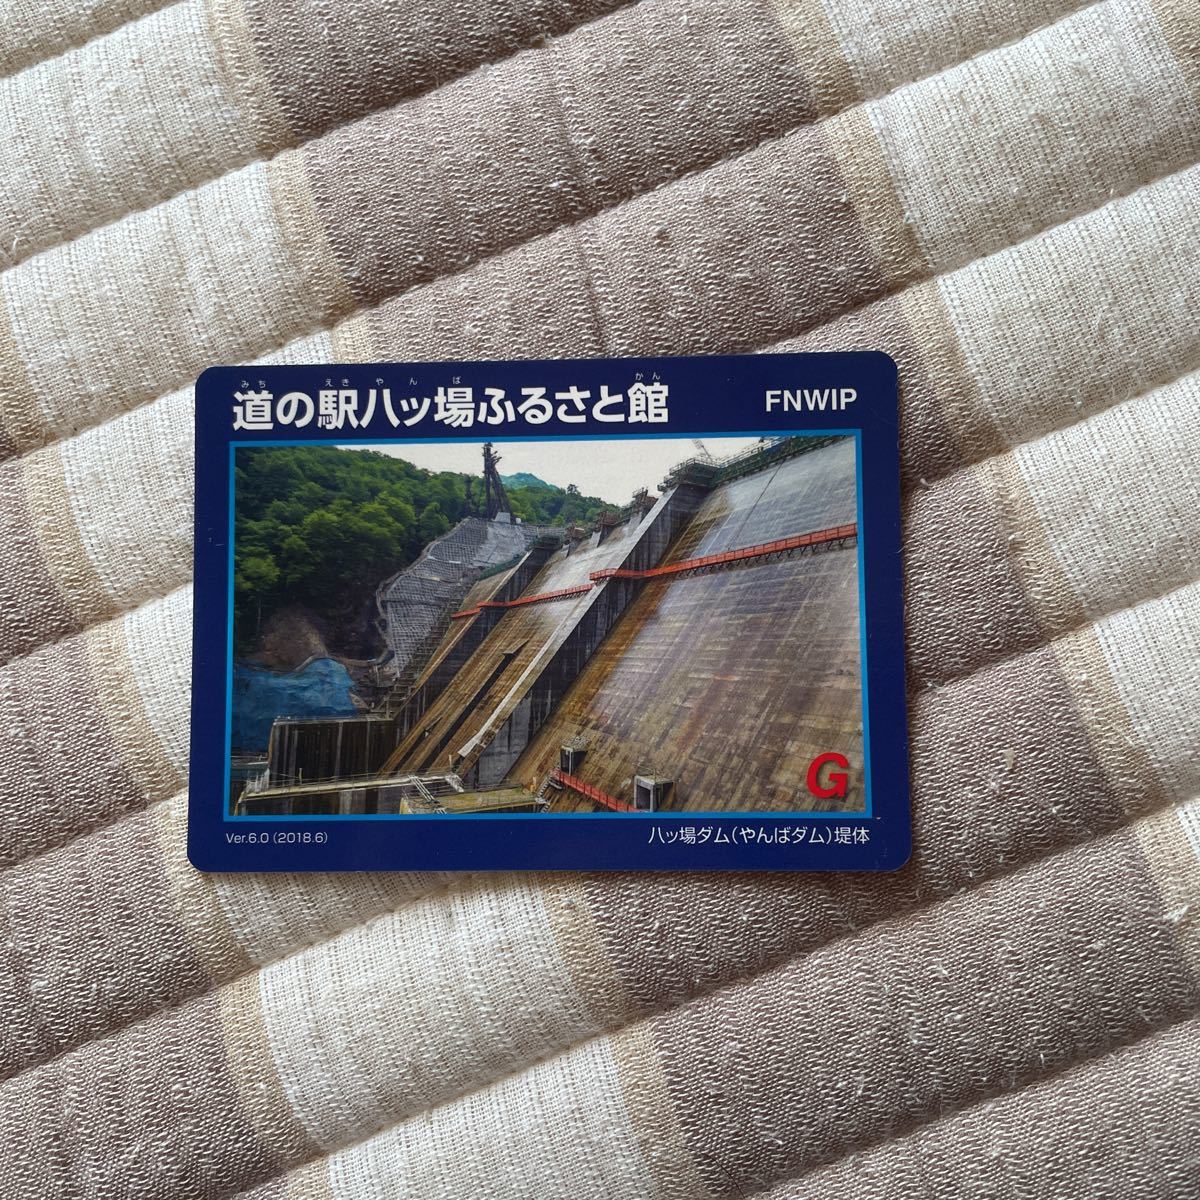 みち えき やんば かん
道の駅八ッ場ふるさと館 FNWIP
G
Ver.6.0 (2018.6) 八ッ場ダム(やんばダム)堤体